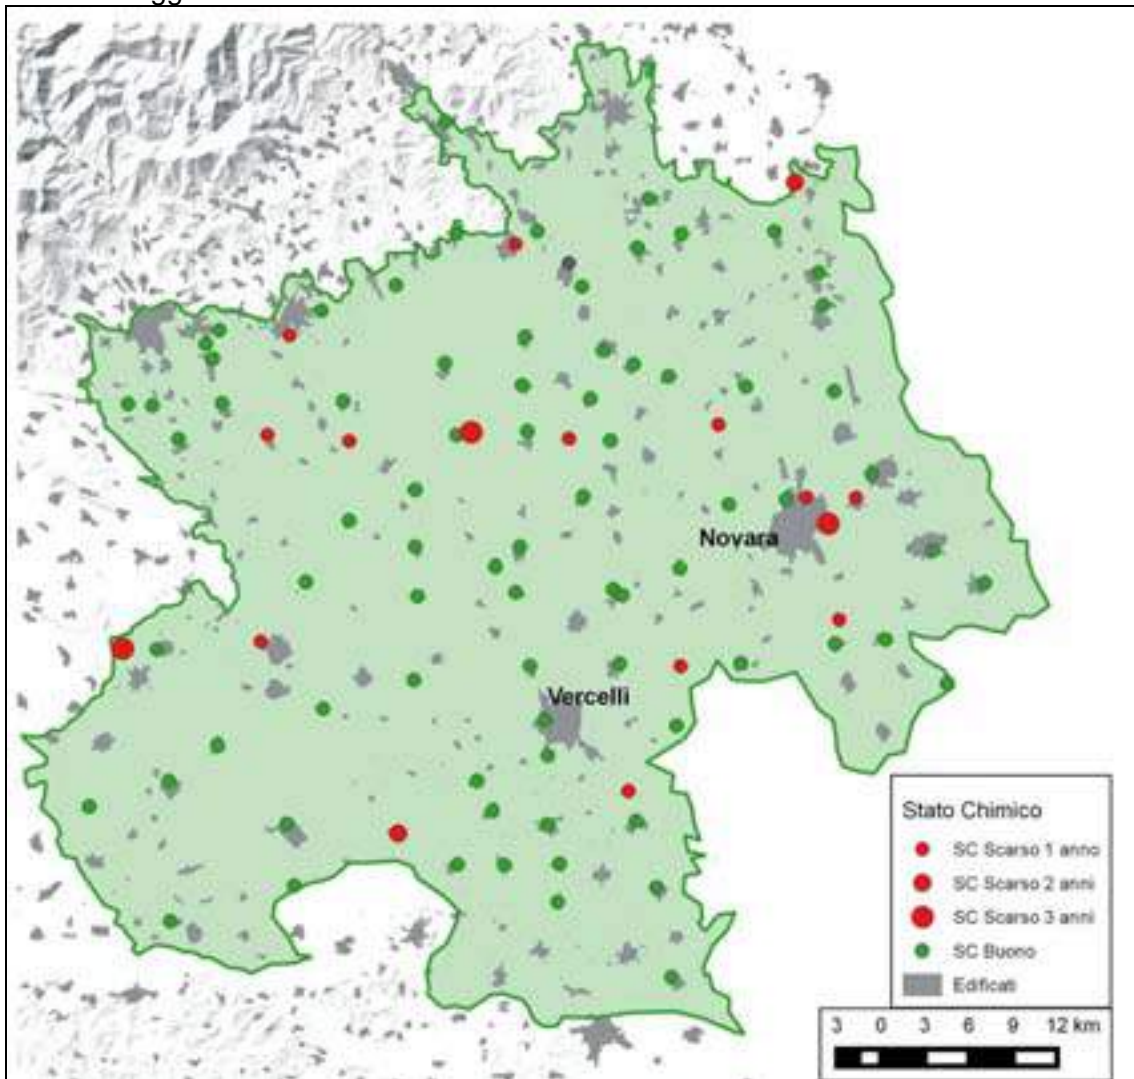 Novara
Vercelli
Stato Chimico
SC Scarso 1 anno
SC Scarso 2 anni
SC Scarso 3 anni
SC Buono
Edificati
3 0 3 6 9 12 km